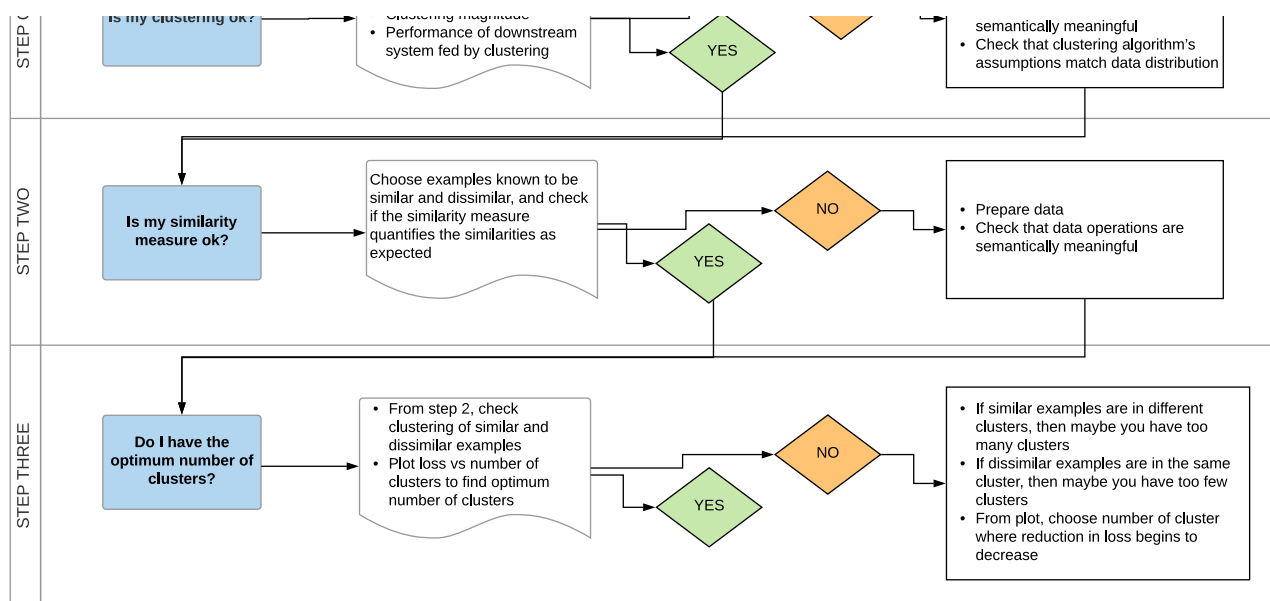 Is my clustering ok?
Clustering magnitude
• Performance of downstream
system fed by clustering
YES
semantically meaningful
• Check that clustering algorithm's
assumptions match data distribution
STEP
STEP TWO
Is my similarity
measure ok?
Choose examples known to be
similar and dissimilar, and check
if the similarity measure
quantifies the similarities as
expected
YES
NO
• Prepare data
• Check that data operations are
semantically meaningful
STEP THREE
Do I have the
optimum number of
clusters?
• From step 2, check
clustering of similar and
dissimilar examples
• Plot loss vs number of
clusters to find optimum
number of clusters
YES
NO
• If similar examples are in different
clusters, then maybe you have too
many clusters
• If dissimilar examples are in the same
cluster, then maybe you have too few
clusters
• From plot, choose number of cluster
where reduction in loss begins to
decrease